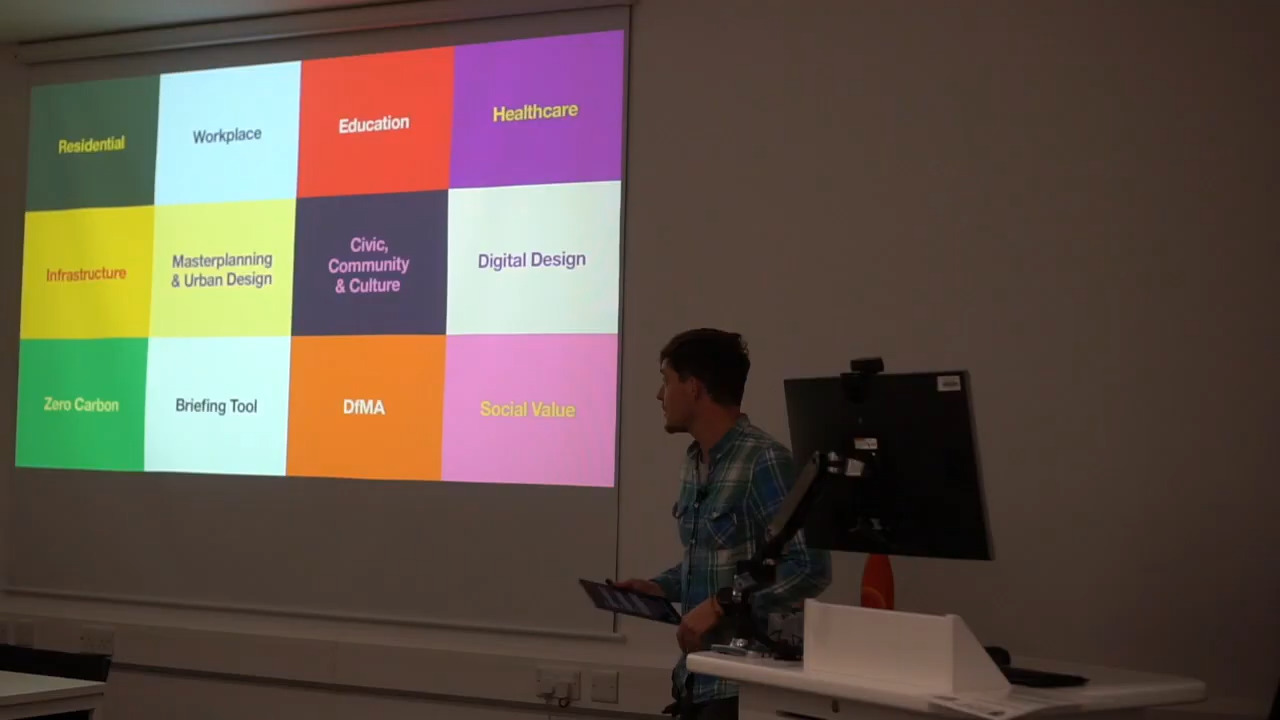 Residential
Workplace
Education
Healthcare
Infrastructure
Masterplanning
& Urban Design
Civic,
Community
& Culture
Digital Design
Zero Carbon
Briefing Tool
DfMA
Social Value